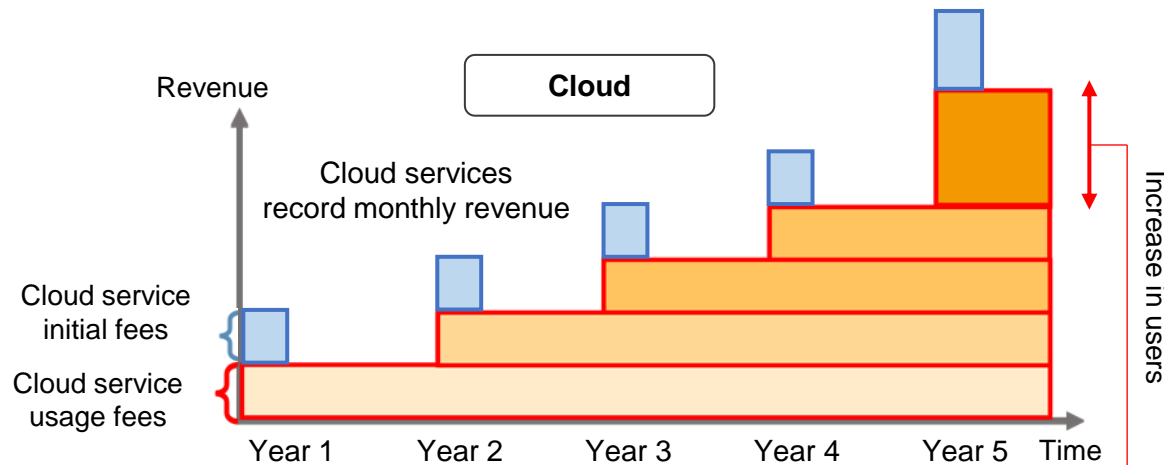 Cloud
Revenue
Cloud services
record monthly revenue
Cloud service
initial fees
Cloud service
usage fees
Increase in users
Year 1
Year 2
Year 3
Year 4
Year 5
Time